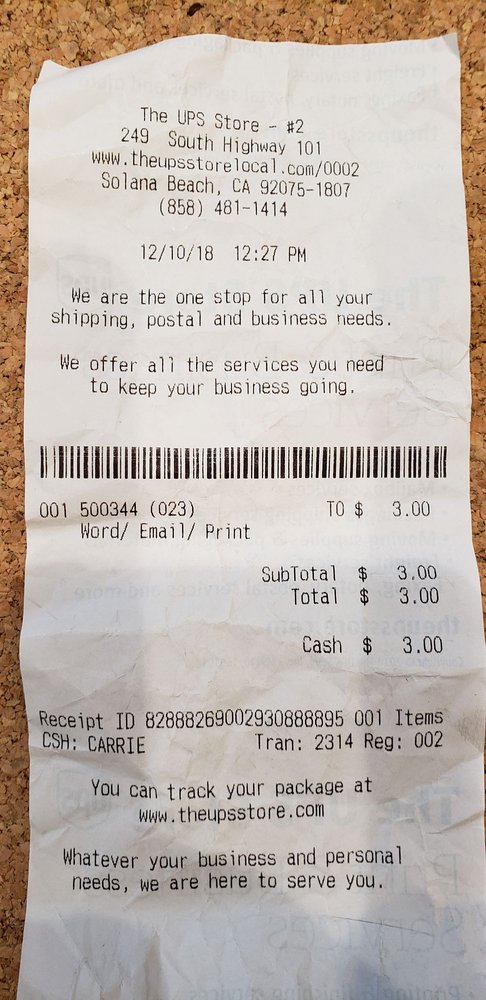 The UPS Store - #2
249 South Highway 101
www.theupsstorelocal.com/0002
Solana Beach, CA 92075-1807
(858) 481-1414
12/10/18 12:27 PM
We are the one stop for all your
shipping, postal and business needs.
We offer all the services you need
to keep your business going.
001 500344 (023) TO $ 3.00
Word/ Email/ Print
SubTotal $ 3.00
Total $ 3.00
Cash $ 3.00
Receipt ID 82888269002930888895 001 Items
CSH: CARRIE Tran: 2314 Reg: 002
You can track your package at
www.theupsstore.com
Whatever your business and personal
needs, we are here to serve you.